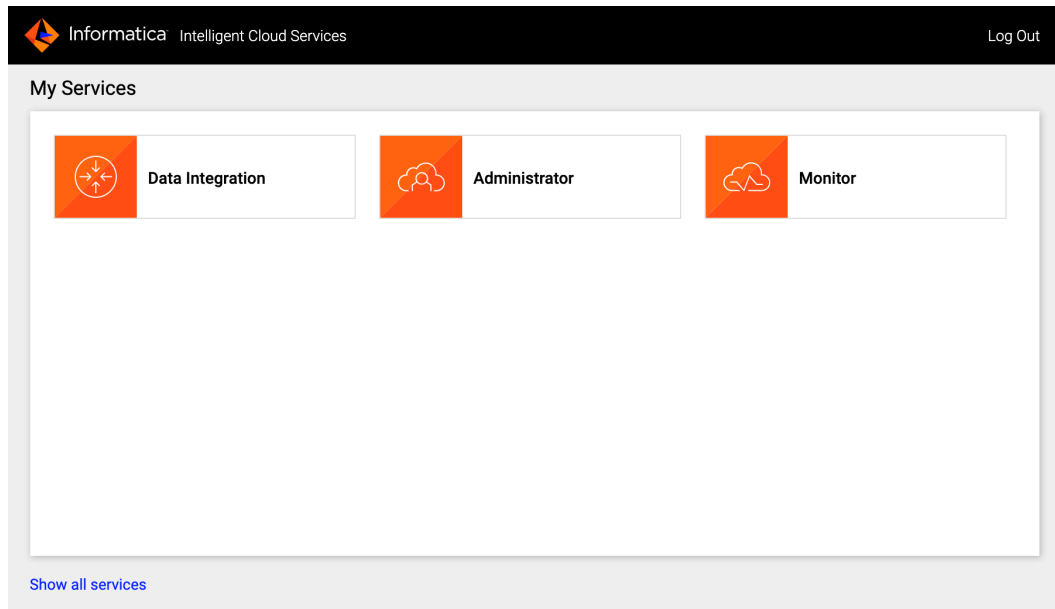 Informatica Intelligent Cloud Services
Log Out
My Services
Data Integration
Administrator
Monitor
Show all services